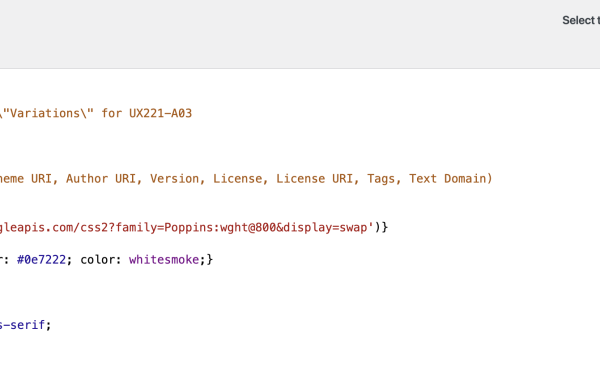 Select t
\"Variations\" for UX221-A03
heme URI, Author URI, Version, License, License URI, Tags, Text Domain)
gleapis.com/css2?family=Poppins:wght@800&display=swap')}
r: #0e7222; color: whitesmoke;}
s-serif;